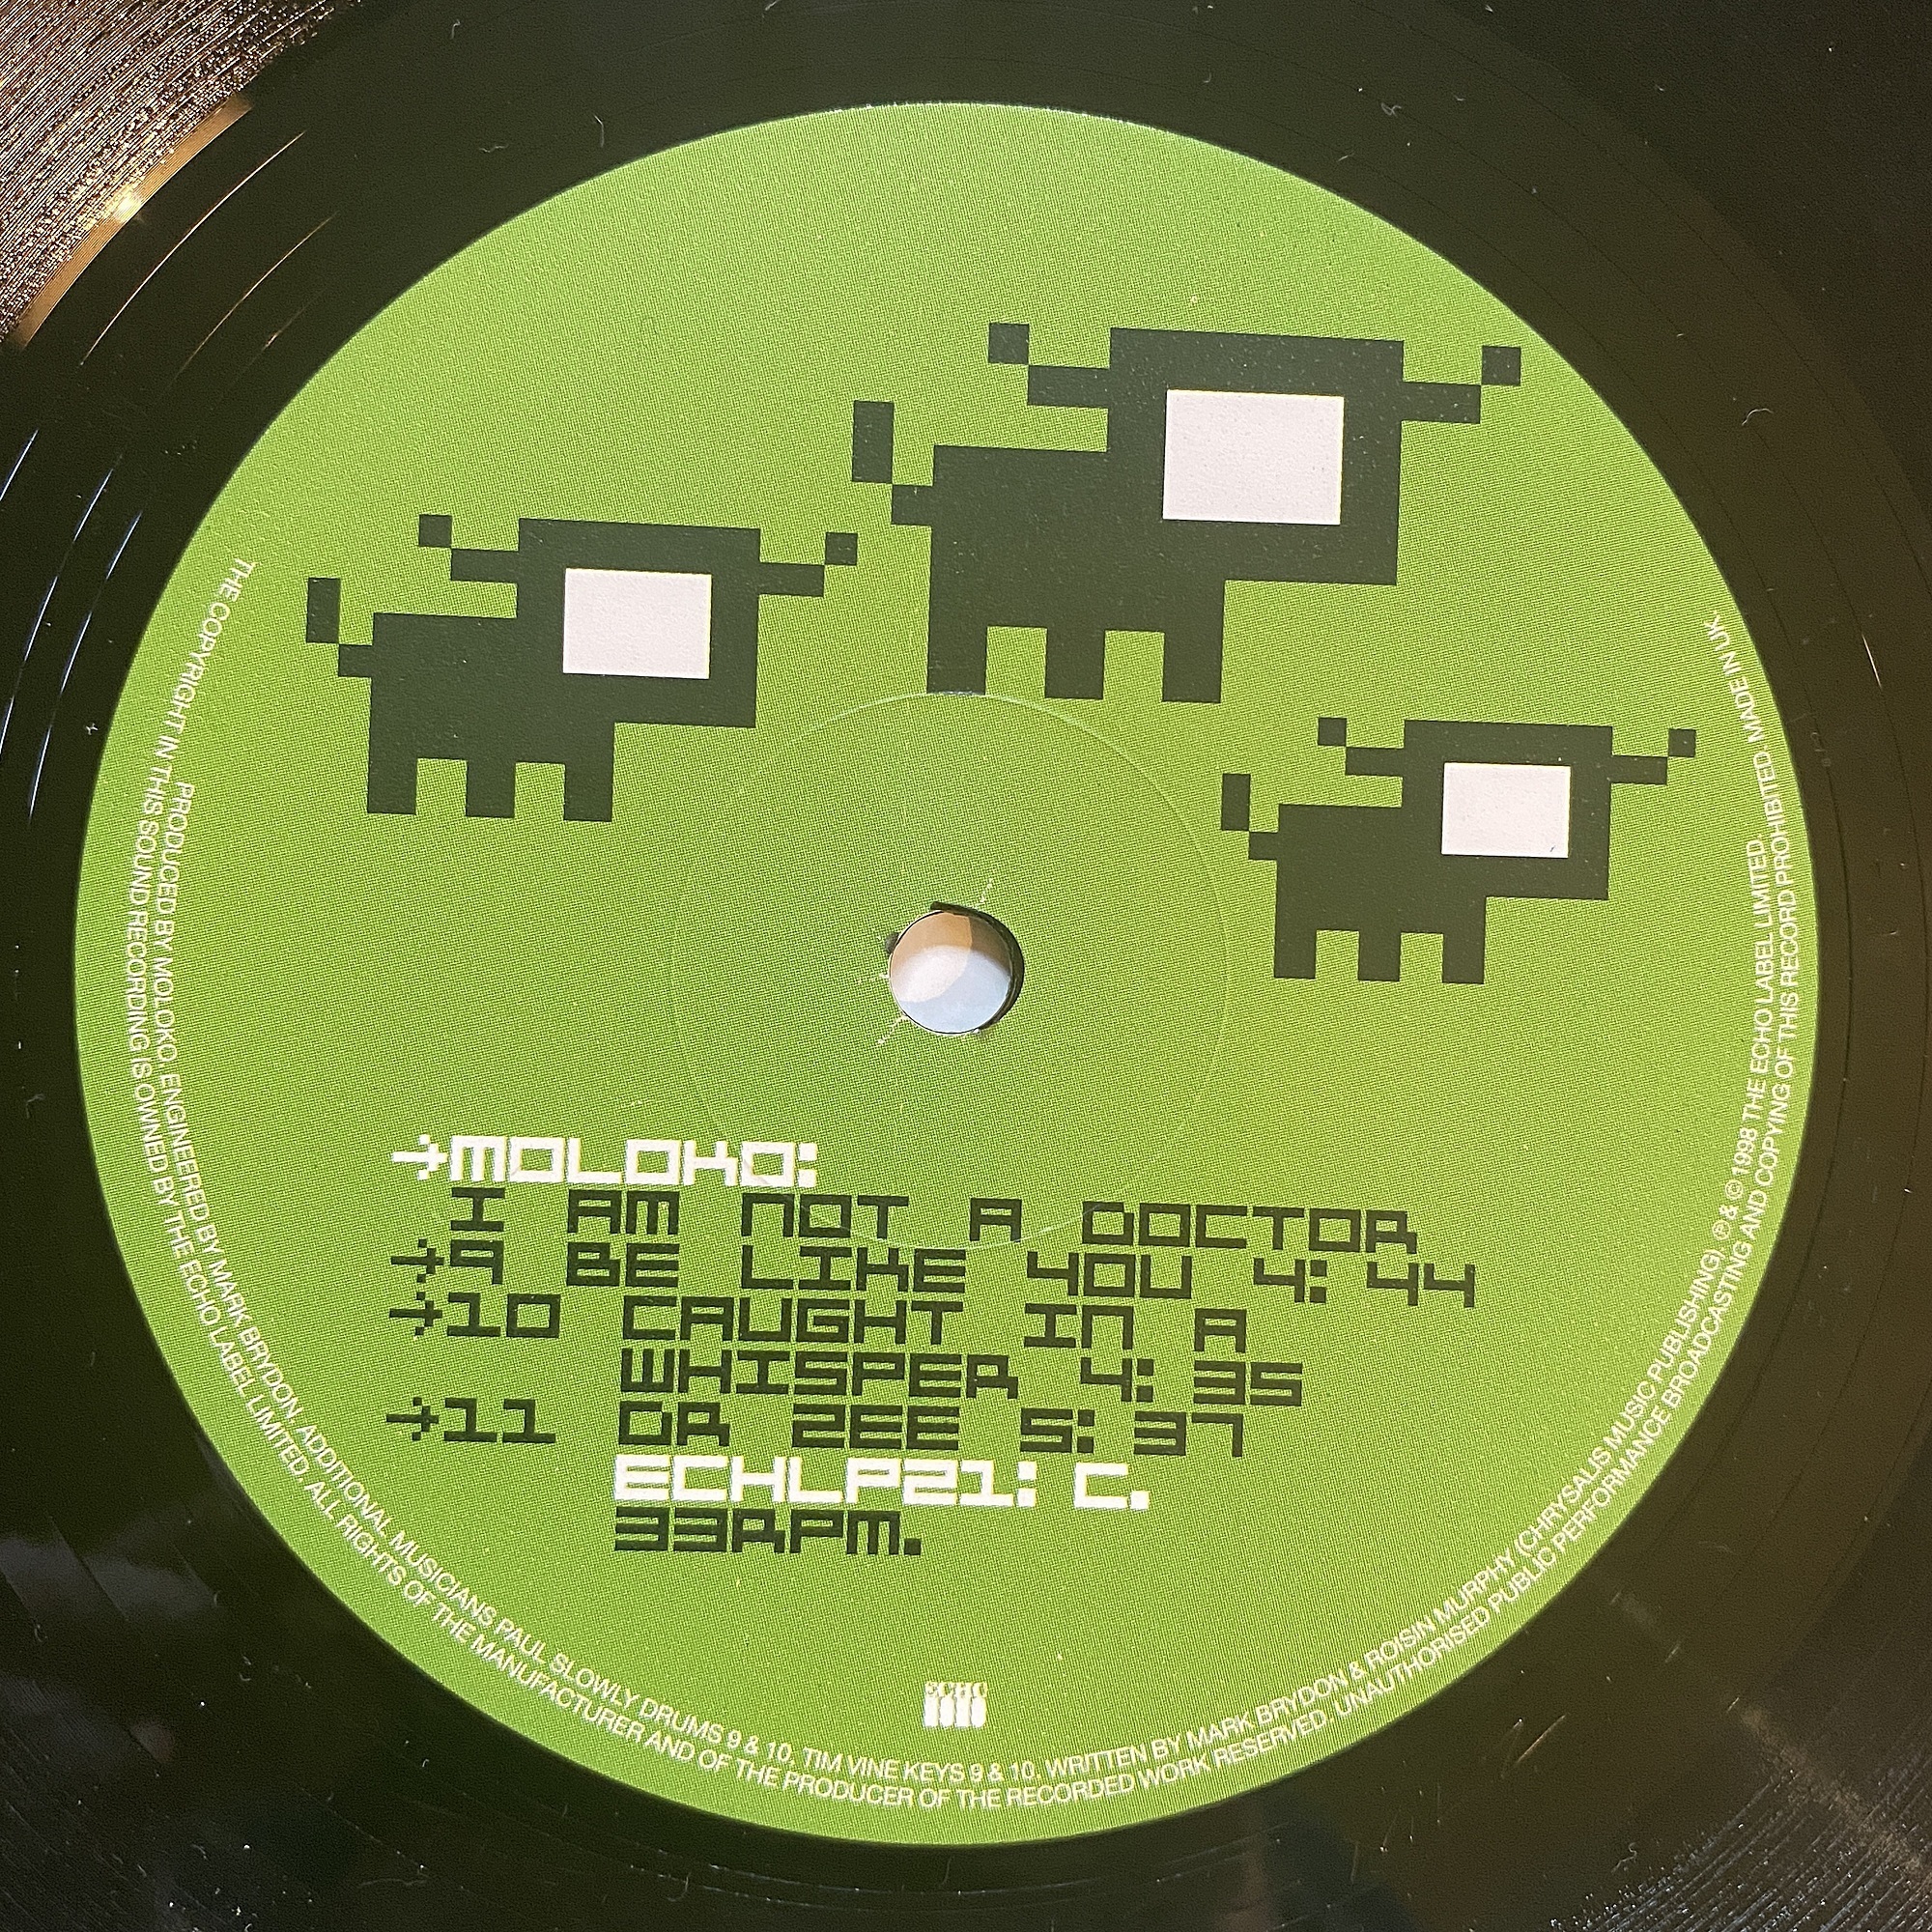 →MOLOKO:
I AM NOT A DOCTOR
→9 BE LIKE YOU 4:44
→10 CAUGHT IN A
WHISPER 4:35
→11 OR ZEE 5:37
ECHLP21: C.
33RPM.
ECHO
PRODUCED BY MOLOKO. ENGINEERED BY MARK BRYDON. ADDITIONAL MUSICIANS PAUL SLOWLY DRUMS 9 & 10. TIM VINE KEYS 9 & 10. WRITTEN BY MARK BRYDON & ROISIN MURPHY (CHRYSALIS MUSIC PUBLISHING). ℗ & © 1998 THE ECHO LABEL LIMITED.
THE COPYRIGHT IN THIS SOUND RECORDING IS OWNED BY THE ECHO LABEL LIMITED. ALL RIGHTS OF THE MANUFACTURER AND OF THE PRODUCER OF THE RECORDED WORK RESERVED. UNAUTHORISED PUBLIC PERFORMANCE BROADCASTING AND COPYING OF THIS RECORD PROHIBITED. MADE IN UK